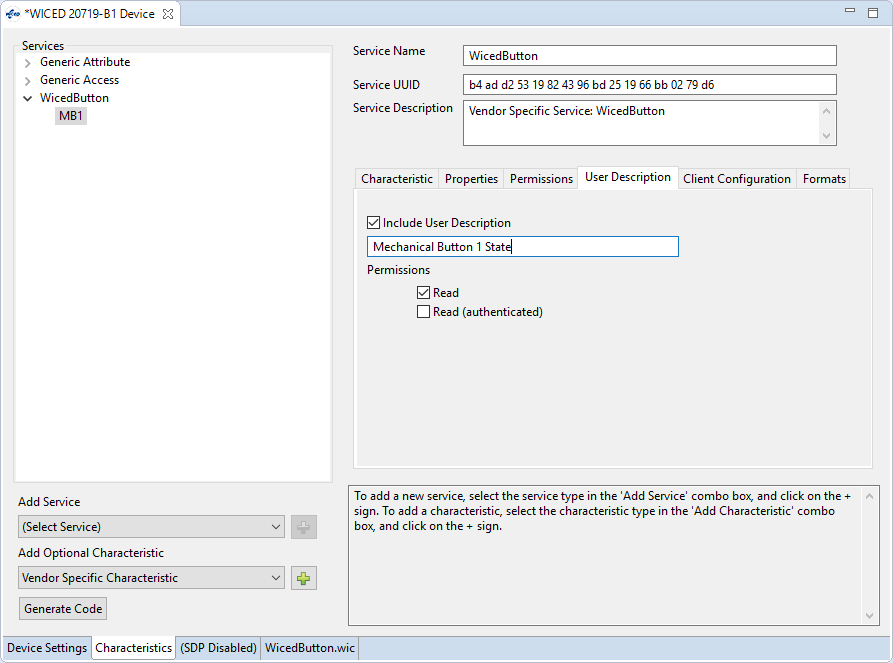 *WICED 20719-B1 Device
Services
Generic Attribute
Generic Access
WicedButton
MB1
Service Name
WicedButton
Service UUID
b4 ad d2 53 19 82 43 96 bd 25 19 66 bb 02 79 d6
Service Description
Vendor Specific Service: WicedButton
Characteristic Properties Permissions User Description Client Configuration Formats
Include User Description
Mechanical Button 1 State
Permissions
Read
Read (authenticated)
Add Service
(Select Service)
Add Optional Characteristic
Vendor Specific Characteristic
Generate Code
To add a new service, select the service type in the 'Add Service' combo box, and click on the +
sign. To add a characteristic, select the characteristic type in the 'Add Characteristic' combo
box, and click on the + sign.
Device Settings Characteristics (SDP Disabled) WicedButton.wic